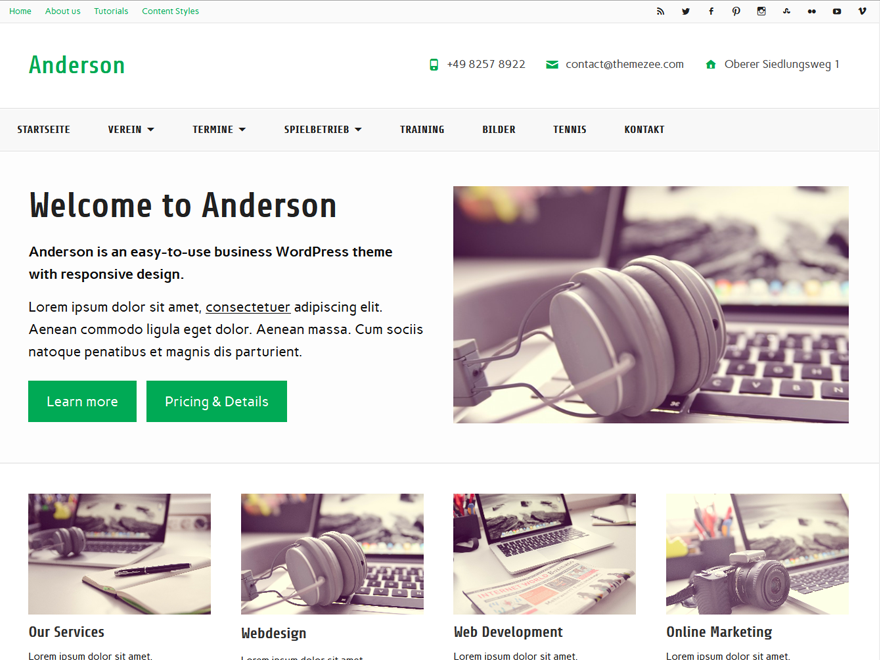 Home About us Tutorials Content Styles
Anderson
+49 8257 8922 contact@themezee.com Oberer Siedlungsweg 1
STARTSEITE VEREIN TERMINE SPIELBETRIEB TRAINING BILDER TENNIS KONTAKT
Welcome to Anderson
Anderson is an easy-to-use business WordPress theme
with responsive design.
Lorem ipsum dolor sit amet, consectetuer adipiscing elit.
Aenean commodo ligula eget dolor. Aenean massa. Cum sociis
natoque penatibus et magnis dis parturient.
Learn more Pricing & Details
Our Services Webdesign Web Development Online Marketing
Lorem ipsum dolor sit amet, Lorem ipsum dolor sit amet, Lorem ipsum dolor sit amet, Lorem ipsum dolor sit amet,